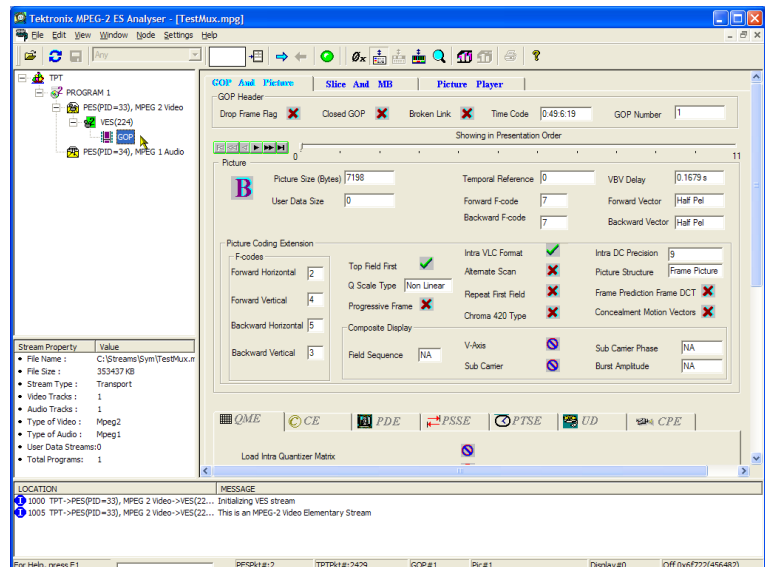 Tektronix MPEG-2 ES Analyser - [TestMux.mpg]
File Edit View Window Node Settings Help
Any
TPT
PROGRAM 1
PES(PID=33), MPEG 2 Video
VES(224)
GOP
PES(PID=34), MPEG 1 Audio
GOP And Picture Slice And MB Picture Player
GOP Header
Drop Frame Flag Closed GOP Broken Link Time Code 0:49:6:19 GOP Number 1
Showing in Presentation Order
0 11
Picture
B
Picture Size (Bytes) 7198 Temporal Reference 0 VBV Delay 0.1679 s
User Data Size 0 Forward F-code 7 Forward Vector Half Pel
Backward F-code 7 Backward Vector Half Pel
Picture Coding Extension
F-codes
Forward Horizontal 2
Forward Vertical 4
Backward Horizontal 5
Backward Vertical 3
Top Field First
Q Scale Type Non Linear
Progressive Frame
Intra VLC Format
Alternate Scan
Repeat First Field
Chroma 420 Type
Intra DC Precision 9
Picture Structure Frame Picture
Frame Prediction Frame DCT
Concealment Motion Vectors
Composite Display
Field Sequence NA
V-Axis
Sub Carrier
Sub Carrier Phase NA
Burst Amplitude NA
QME CE PDE PSSE PTSE UD CPE
Load Intra Quantizer Matrix
Stream Property Value
File Name : C:\Streams\Sym\TestMux.m
File Size : 353437 KB
Stream Type : Transport
Video Tracks : 1
Audio Tracks : 1
Type of Video : Mpeg2
Type of Audio : Mpeg1
User Data Streams:0
Total Programs: 1
LOCATION MESSAGE
1000 TPT->PES(PID=33), MPEG 2 Video->VES(22... Initializing VES stream
1005 TPT->PES(PID=33), MPEG 2 Video->VES(22... This is an MPEG-2 Video Elementary Stream
For Help, press F1 PESPkt#:2 TPTPkt#:2429 GOP#1 Pic#1 Display#0 Off 0x6f722(456482)